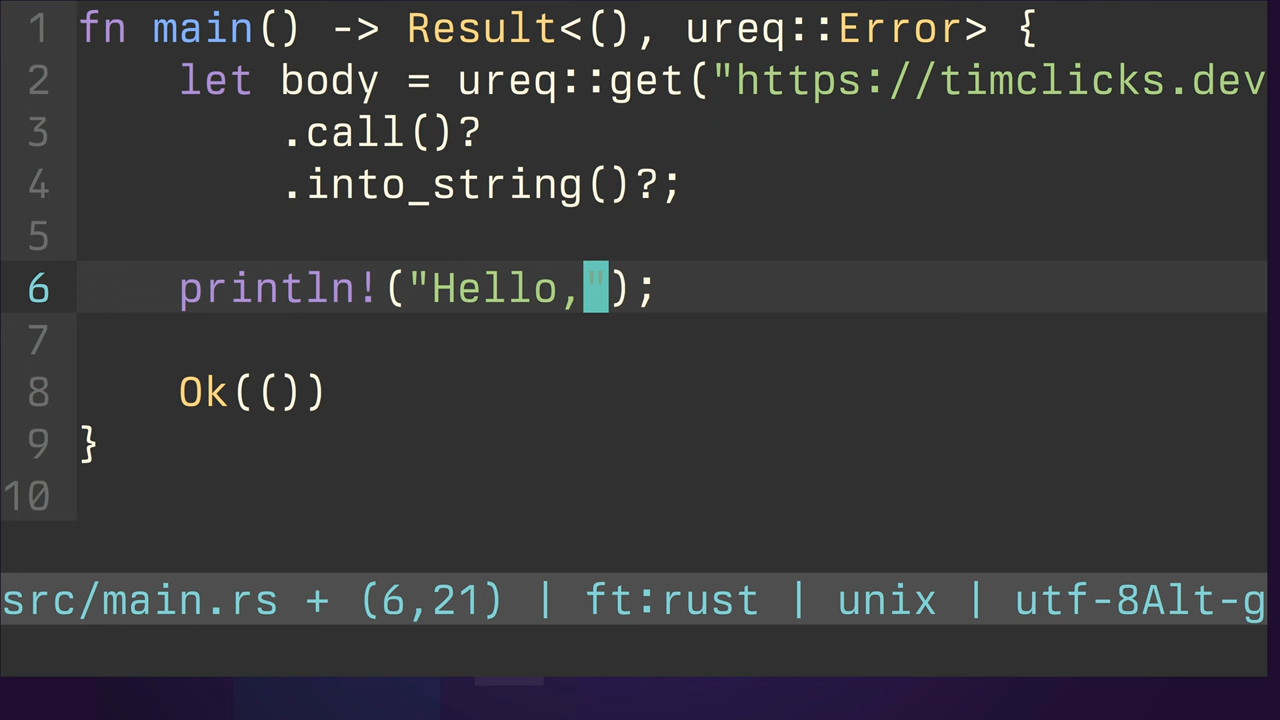 1 fn main() -> Result<(), ureq::Error> {
2     let body = ureq::get("https://timclicks.dev
3         .call()?
4         .into_string()?;
5
6     println!("Hello,");
7
8     Ok(())
9 }
10
src/main.rs + (6,21) | ft:rust | unix | utf-8Alt-g